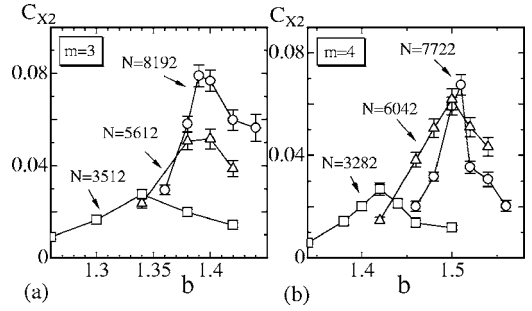 C_X2
m=3
N=8192
0.08
N=5612
0.04
N=3512
0
1.3
1.35
1.4
(a)
b
C_X2
m=4
N=7722
0.08
N=6042
0.04
N=3282
0
1.4
1.5
(b)
b